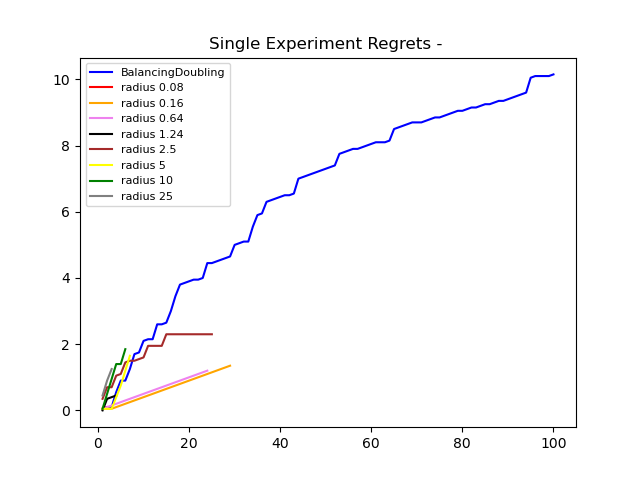 Single Experiment Regrets -
BalancingDoubling
radius 0.08
radius 0.16
radius 0.64
radius 1.24
radius 2.5
radius 5
radius 10
radius 25
10
8
6
4
2
0
0 20 40 60 80 100